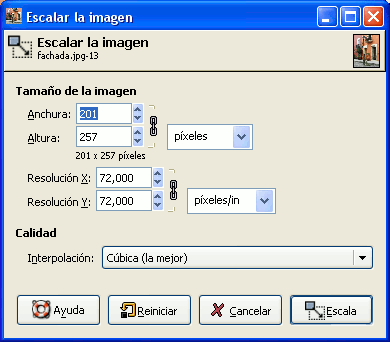 Escalar la imagen
Escalar la imagen
fachada.jpg-13
Tamaño de la imagen
Anchura: 201
Altura: 257 píxeles
201 x 257 píxeles
Resolución X: 72,000
Resolución Y: 72,000 píxeles/in
Calidad
Interpolación: Cúbica (la mejor)
Ayuda Reiniciar Cancelar Escala